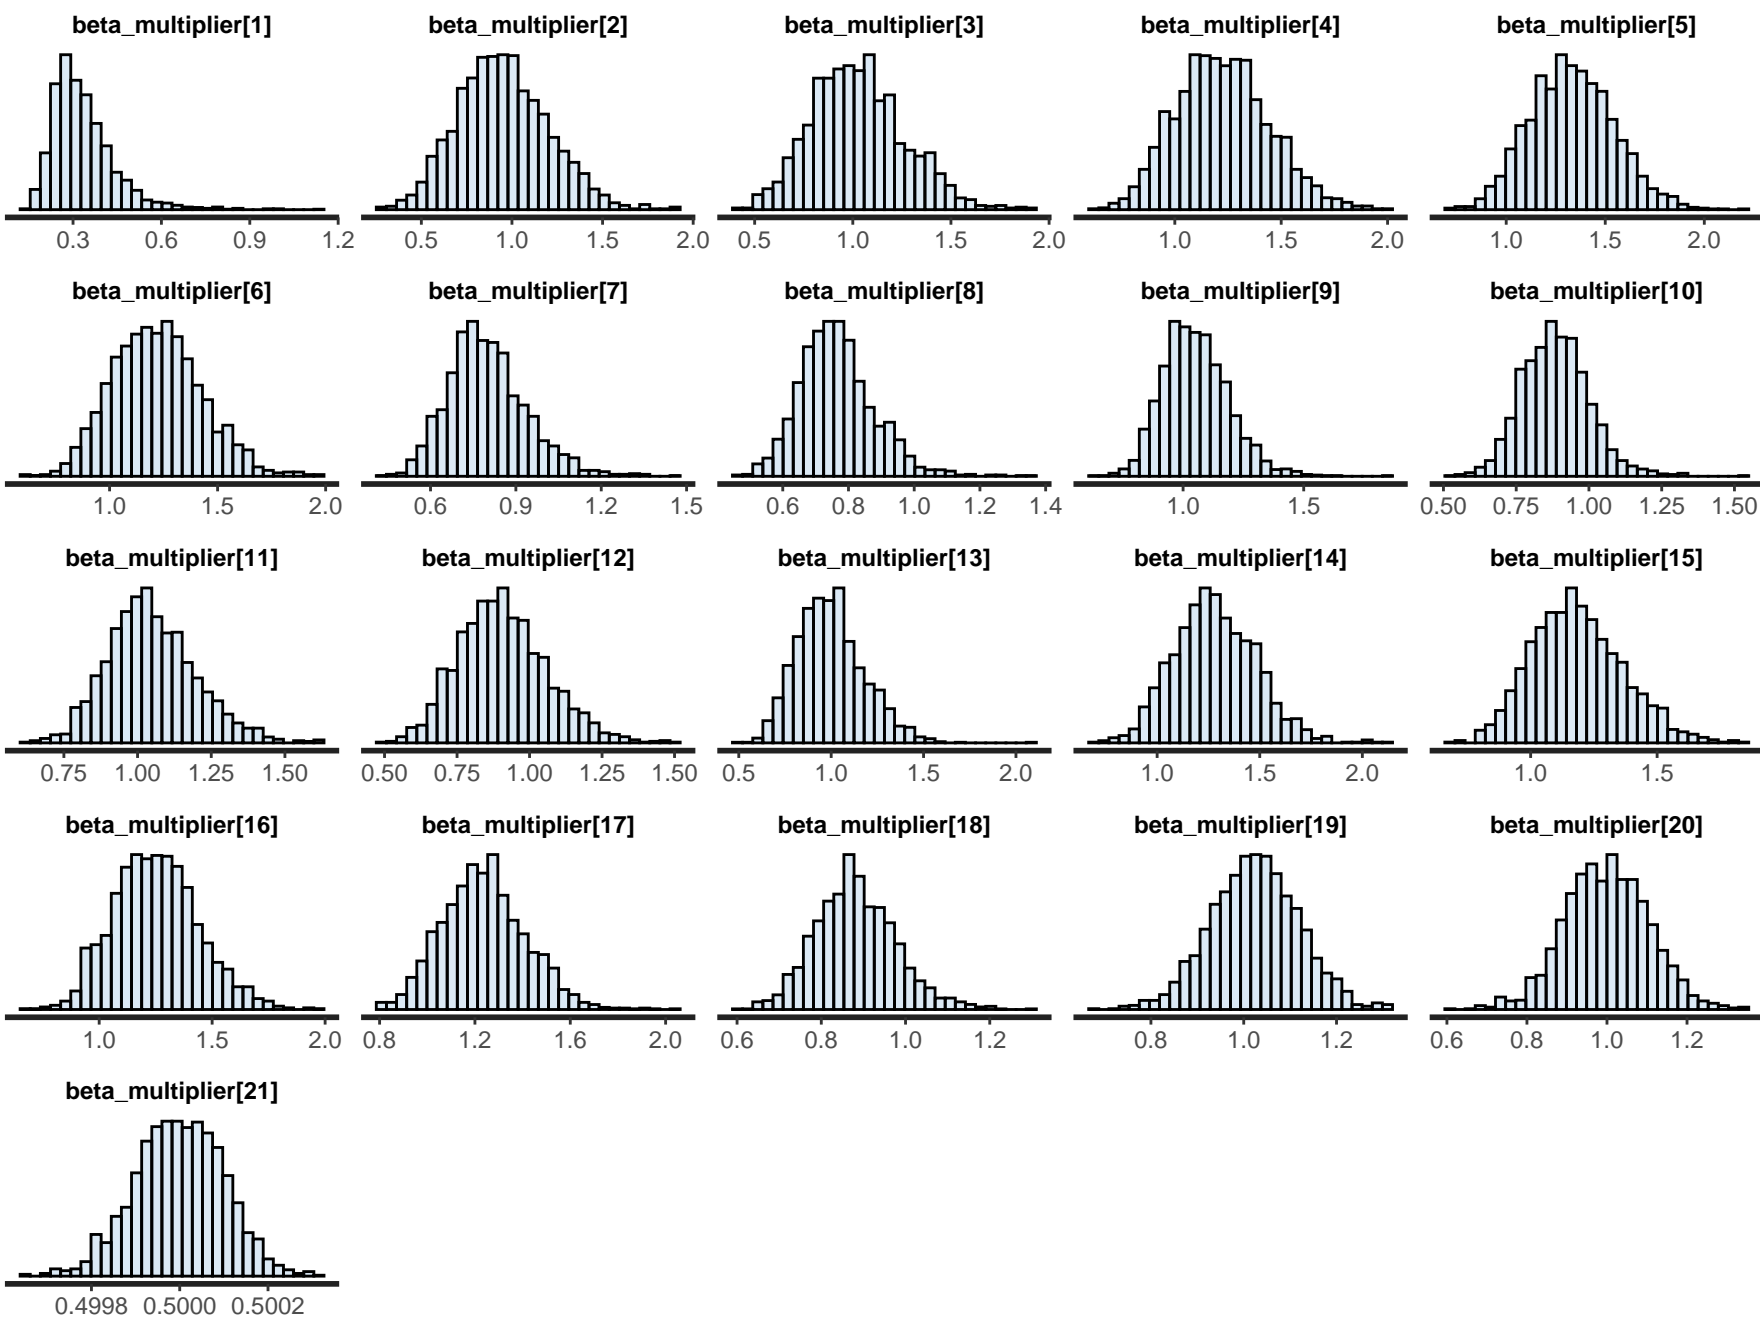 beta_multiplier[1] beta_multiplier[2] beta_multiplier[3] beta_multiplier[4] beta_multiplier[5]
0.3 0.6 0.9 1.2 0.5 1.0 1.5 2.0 0.5 1.0 1.5 2.0 1.0 1.5 2.0 1.0 1.5 2.0
beta_multiplier[6] beta_multiplier[7] beta_multiplier[8] beta_multiplier[9] beta_multiplier[10]
1.0 1.5 2.0 0.6 0.9 1.2 1.5 0.6 0.8 1.0 1.2 1.4 1.0 1.5 0.50 0.75 1.00 1.25 1.50
beta_multiplier[11] beta_multiplier[12] beta_multiplier[13] beta_multiplier[14] beta_multiplier[15]
0.75 1.00 1.25 1.50 0.50 0.75 1.00 1.25 1.50 0.5 1.0 1.5 2.0 1.0 1.5 2.0 1.0 1.5
beta_multiplier[16] beta_multiplier[17] beta_multiplier[18] beta_multiplier[19] beta_multiplier[20]
1.0 1.5 2.0 0.8 1.2 1.6 2.0 0.6 0.8 1.0 1.2 0.8 1.0 1.2 0.6 0.8 1.0 1.2
beta_multiplier[21]
0.4998 0.5000 0.5002